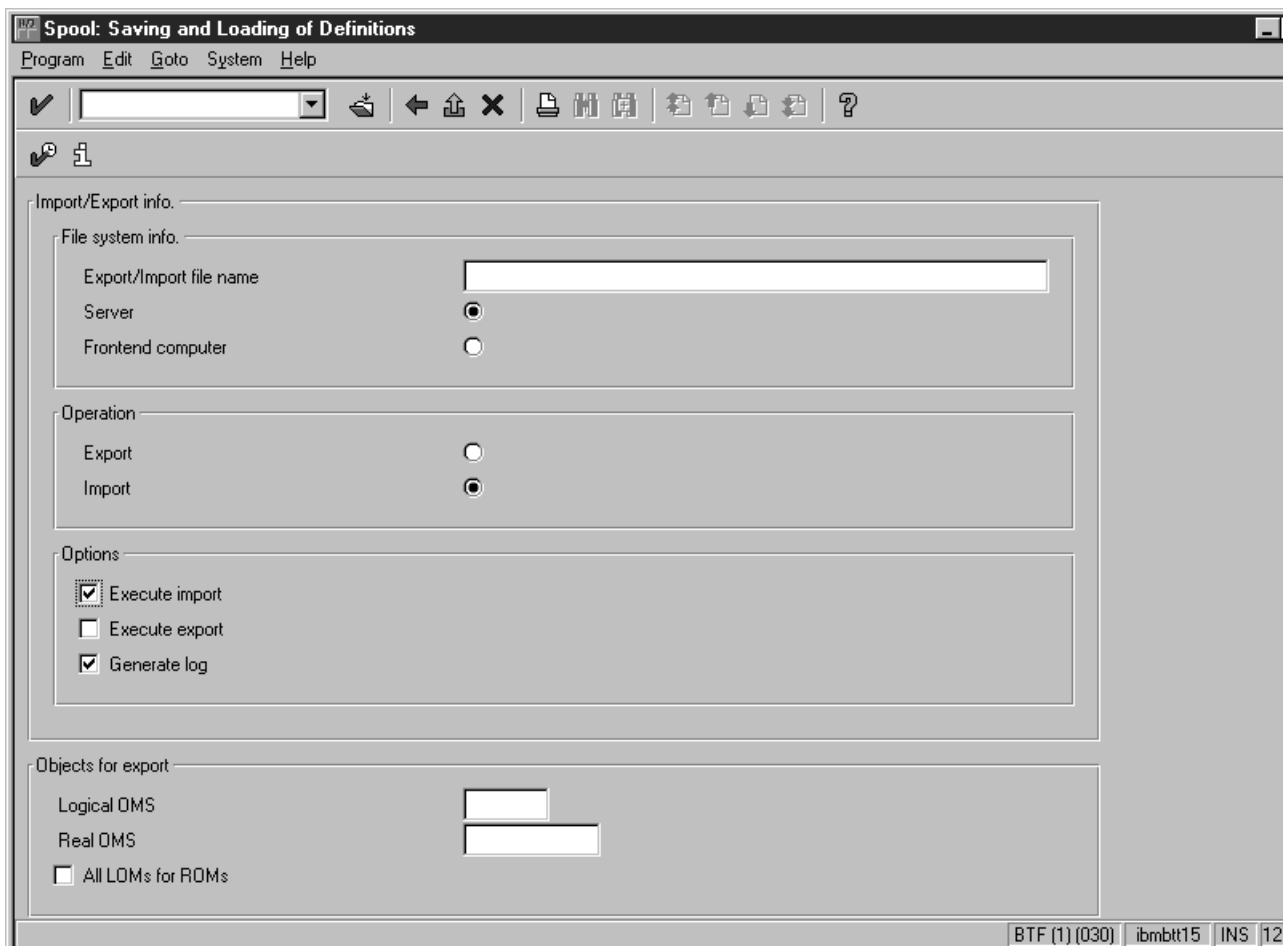 Spool: Saving and Loading of Definitions
Program Edit Goto System Help
Import/Export info.
File system info.
Export/Import file name
Server
Frontend computer
Operation
Export
Import
Options
Execute import
Execute export
Generate log
Objects for export
Logical OMS
Real OMS
All LOMs for ROMs
BTF (1) (030) ibmbtt15 INS 12